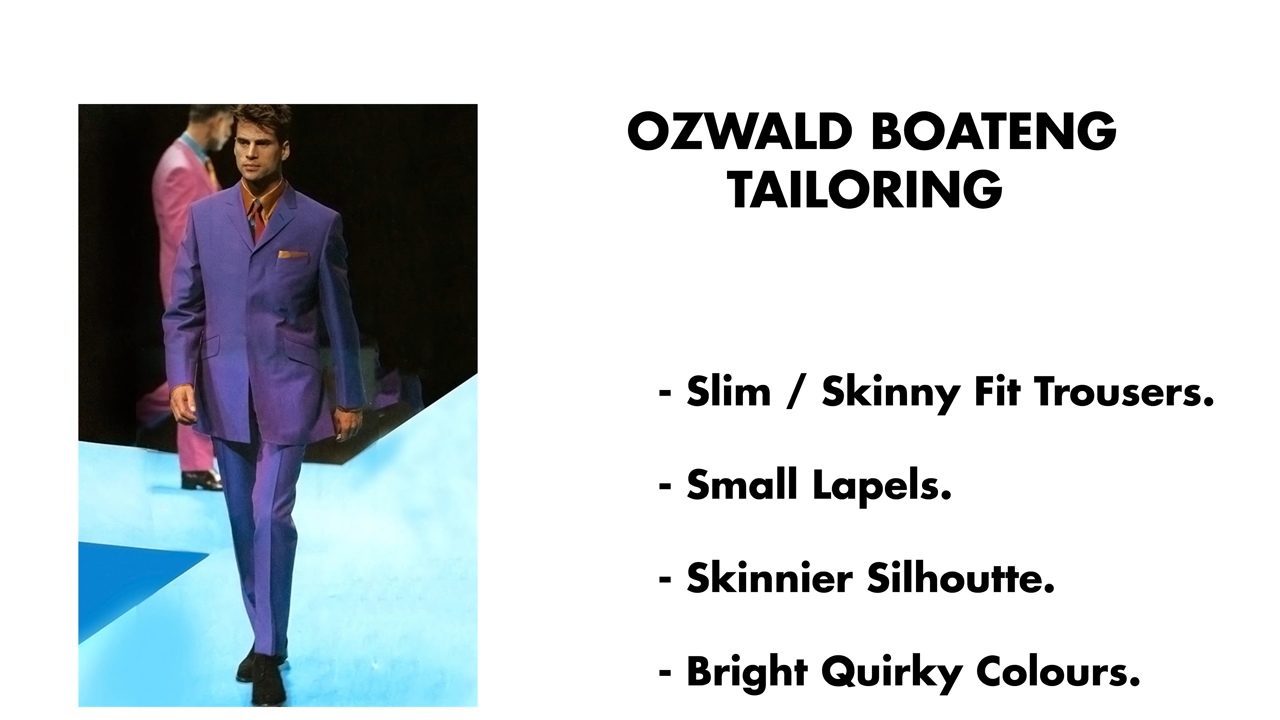 OZWALD BOATENG
TAILORING
- Slim / Skinny Fit Trousers.
- Small Lapels.
- Skinnier Silhoutte.
- Bright Quirky Colours.